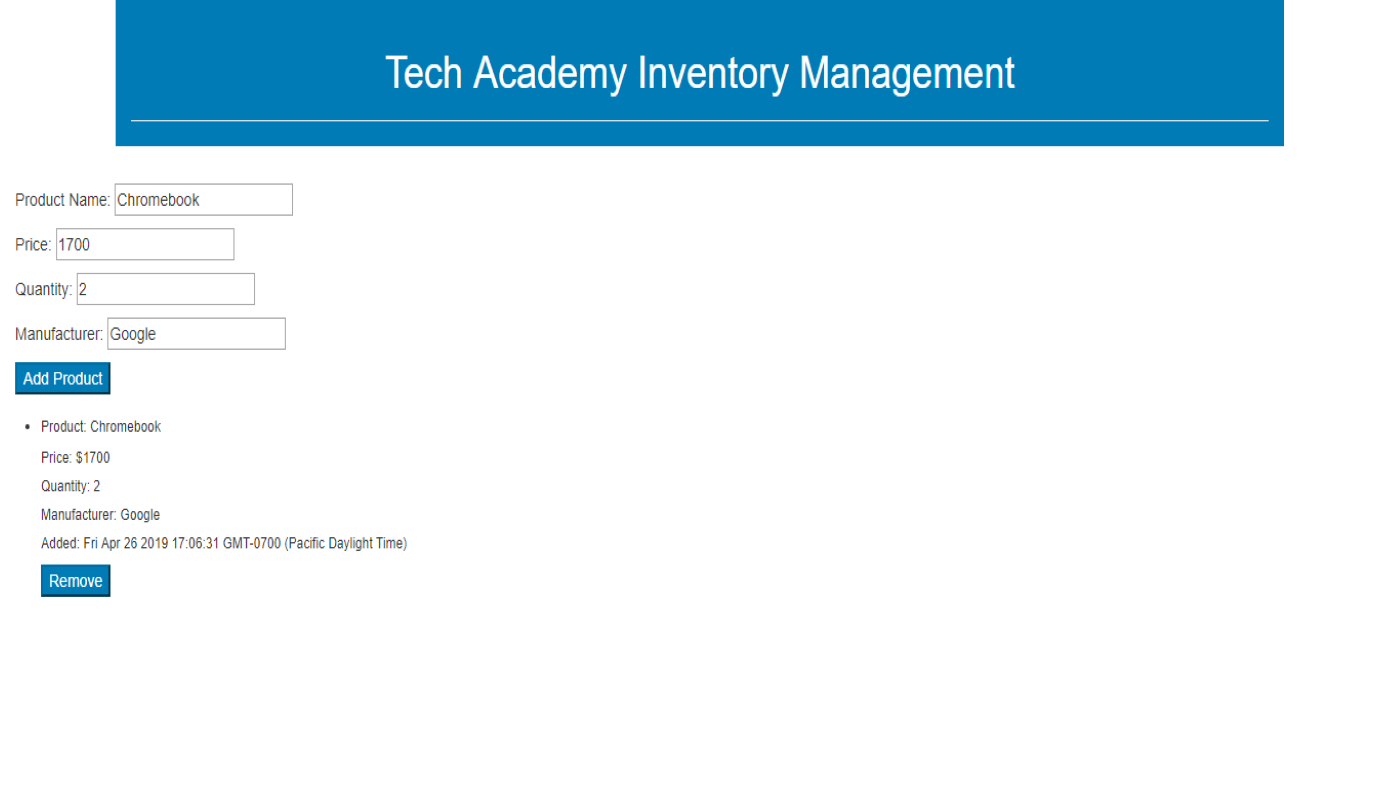 Tech Academy Inventory Management
Product Name: Chromebook
Price: 1700
Quantity: 2
Manufacturer: Google
Add Product
Product: Chromebook
Price: $1700
Quantity: 2
Manufacturer: Google
Added: Fri Apr 26 2019 17:06:31 GMT-0700 (Pacific Daylight Time)
Remove